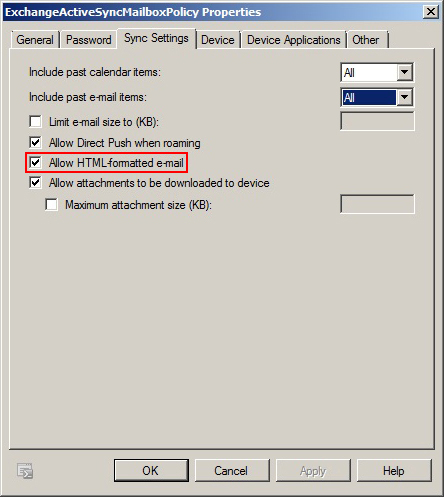 ExchangeActiveSyncMailboxPolicy Properties
General Password Sync Settings Device Device Applications Other
Include past calendar items: All
Include past e-mail items: All
Limit e-mail size to (KB):
Allow Direct Push when roaming
Allow HTML-formatted e-mail
Allow attachments to be downloaded to device
Maximum attachment size (KB):
OK Cancel Apply Help